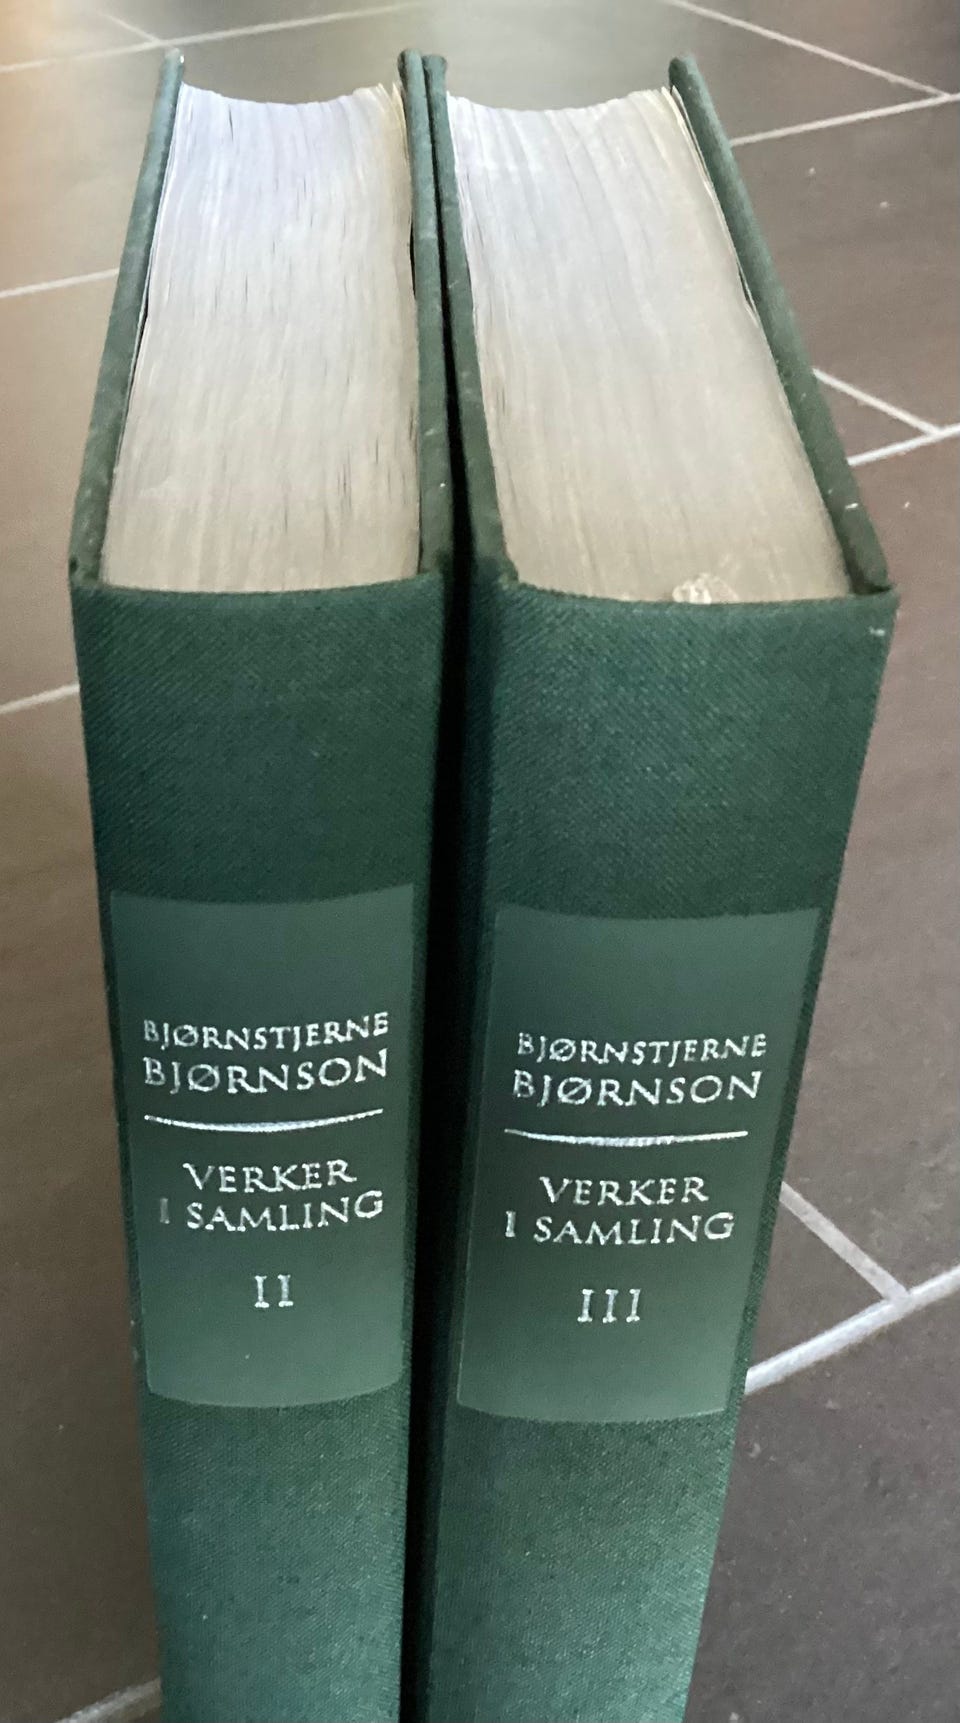 BJØRNSTJERNE
BJØRNSON
VERKER
I SAMLING
II
BJØRNSTJERNE
BJØRNSON
VERKER
I SAMLING
III